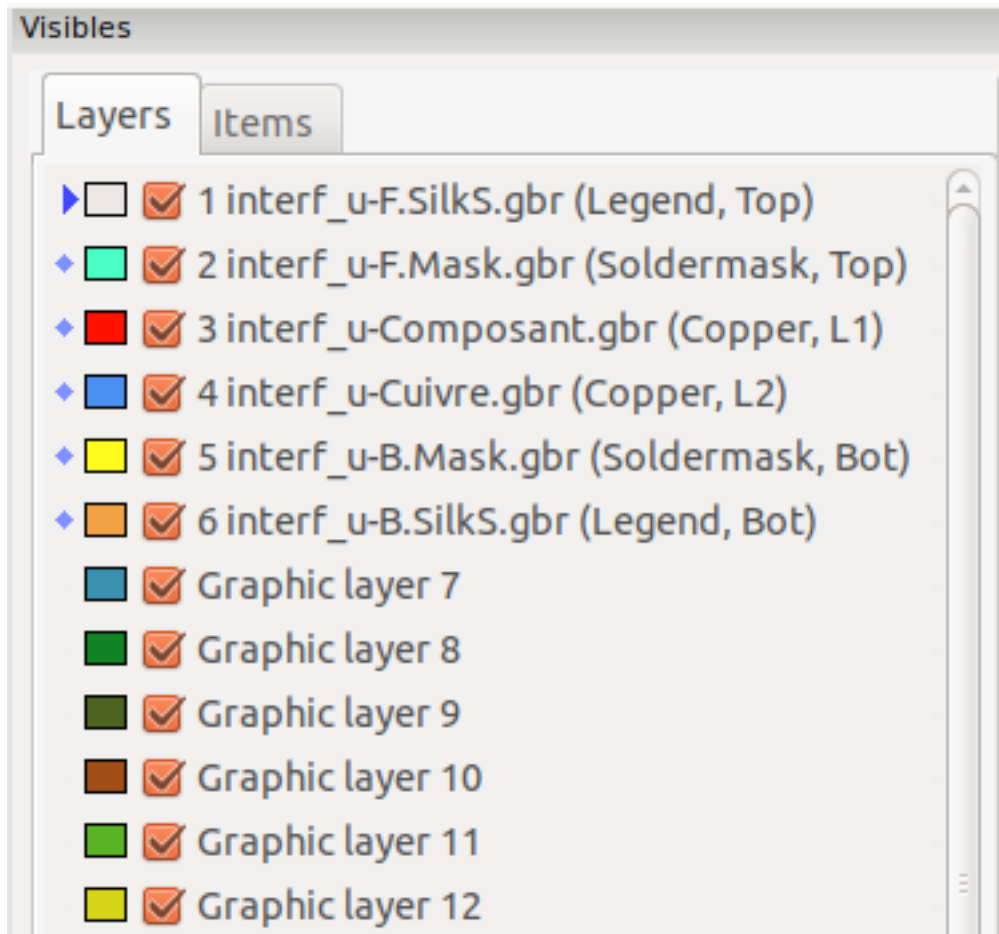 Visibles
Layers Items
1 interf_u-F.SilkS.gbr (Legend, Top)
2 interf_u-F.Mask.gbr (Soldermask, Top)
3 interf_u-Composant.gbr (Copper, L1)
4 interf_u-Cuivre.gbr (Copper, L2)
5 interf_u-B.Mask.gbr (Soldermask, Bot)
6 interf_u-B.SilkS.gbr (Legend, Bot)
Graphic layer 7
Graphic layer 8
Graphic layer 9
Graphic layer 10
Graphic layer 11
Graphic layer 12